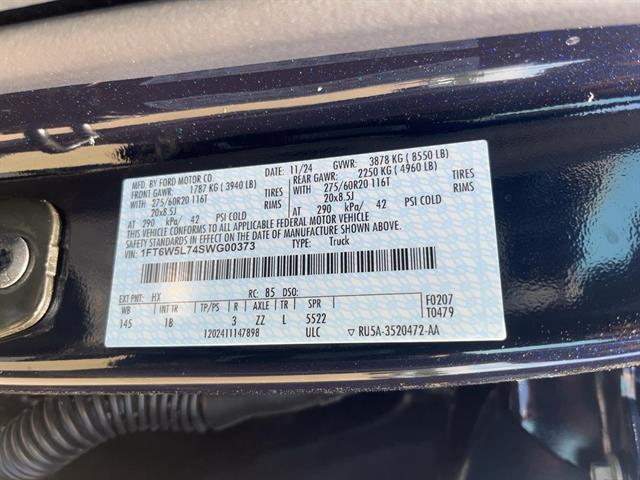 MFD. BY FORD MOTOR CO. DATE: 11/24 GVWR: 3878 KG ( 8550 LB)
FRONT GAWR: 1787 KG ( 3940 LB) REAR GAWR: 2250 KG ( 4960 LB)
WITH 275/60R20 116T TIRES WITH 275/60R20 116T TIRES
20x8.5J RIMS 20x8.5J RIMS
AT 290 kPa/ 42 PSI COLD AT 290 kPa/ 42 PSI COLD
THIS VEHICLE CONFORMS TO ALL APPLICABLE FEDERAL MOTOR VEHICLE
SAFETY STANDARDS IN EFFECT ON THE DATE OF MANUFACTURE SHOWN ABOVE.
VIN: 1FT6W5L74SWG00373 TYPE: Truck
EXT PNT: HX RC: 85 DSO: F0207
WB INT TR TP/PS R AXLE TR SPR T0479
145 1B 3 ZZ L 5522
1202411147898 ULC ▽ RU5A-3520472-AA